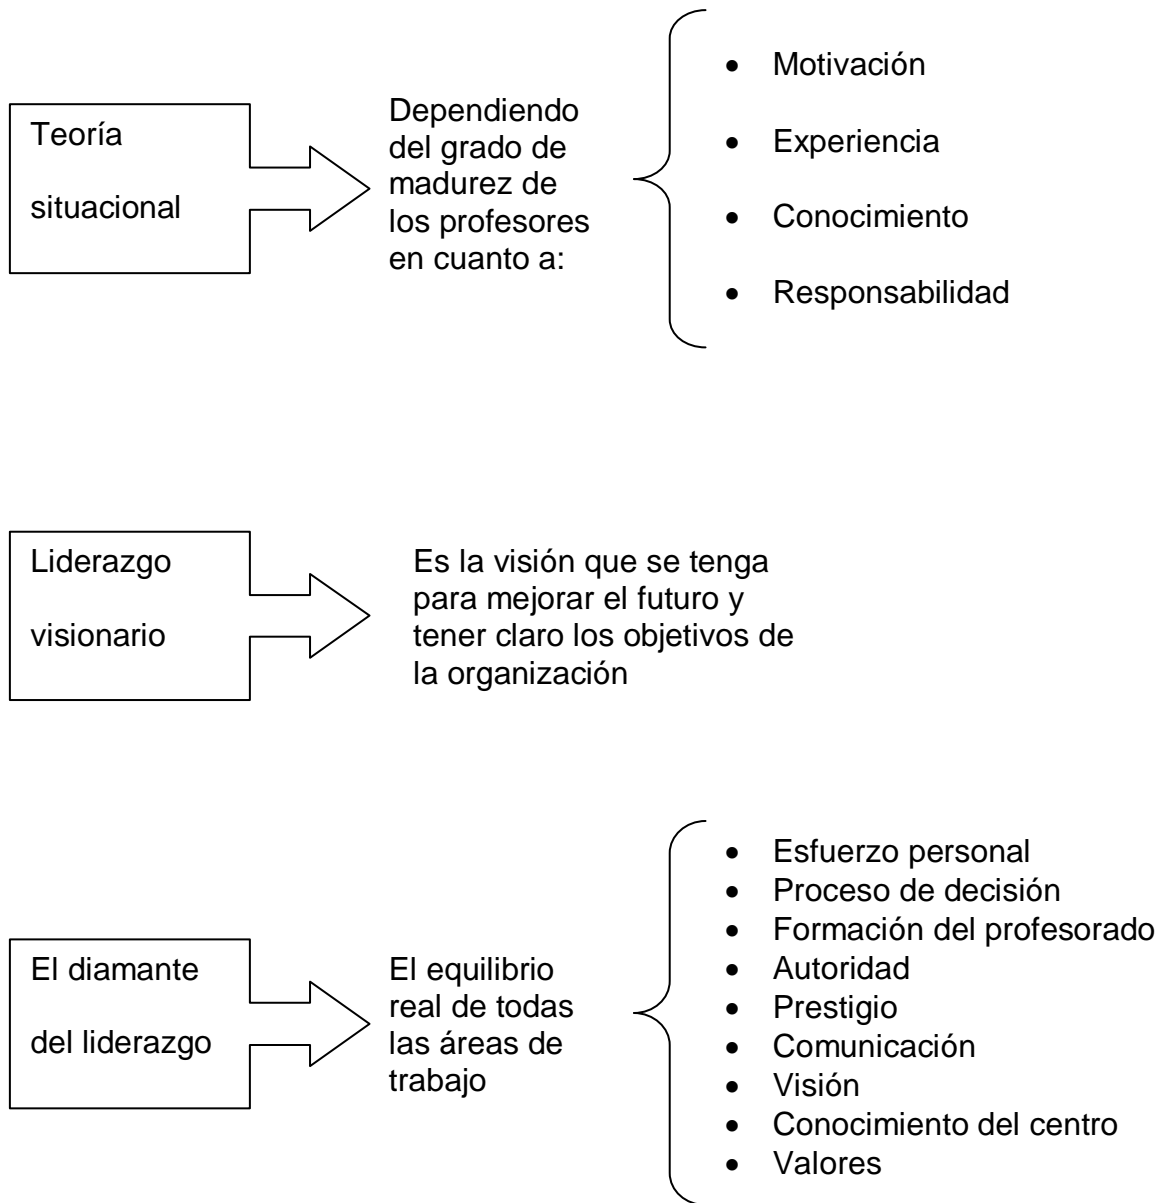 Teoría
situacional
Dependiendo
del grado de
madurez de
los profesores
en cuanto a:
• Motivación
• Experiencia
• Conocimiento
• Responsabilidad
Liderazgo
visionario
Es la visión que se tenga
para mejorar el futuro y
tener claro los objetivos de
la organización
El diamante
del liderazgo
El equilibrio
real de todas
las áreas de
trabajo
• Esfuerzo personal
• Proceso de decisión
• Formación del profesorado
• Autoridad
• Prestigio
• Comunicación
• Visión
• Conocimiento del centro
• Valores